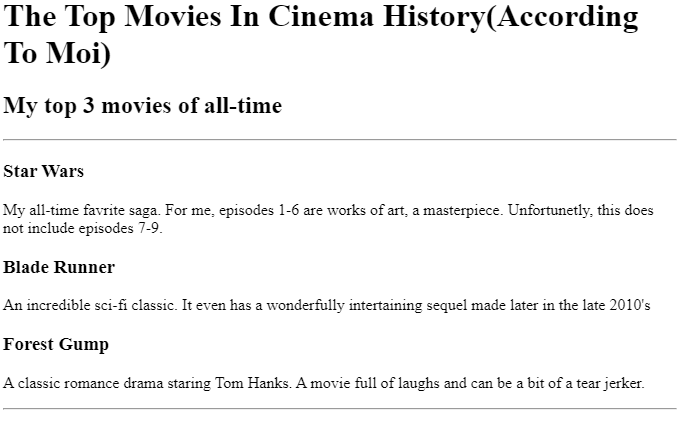 The Top Movies In Cinema History(According
To Moi)
My top 3 movies of all-time
Star Wars
My all-time favrite saga. For me, episodes 1-6 are works of art, a masterpiece. Unfortunetly, this does
not include episodes 7-9.
Blade Runner
An incredible sci-fi classic. It even has a wonderfully intertaining sequel made later in the late 2010's
Forest Gump
A classic romance drama staring Tom Hanks. A movie full of laughs and can be a bit of a tear jerker.